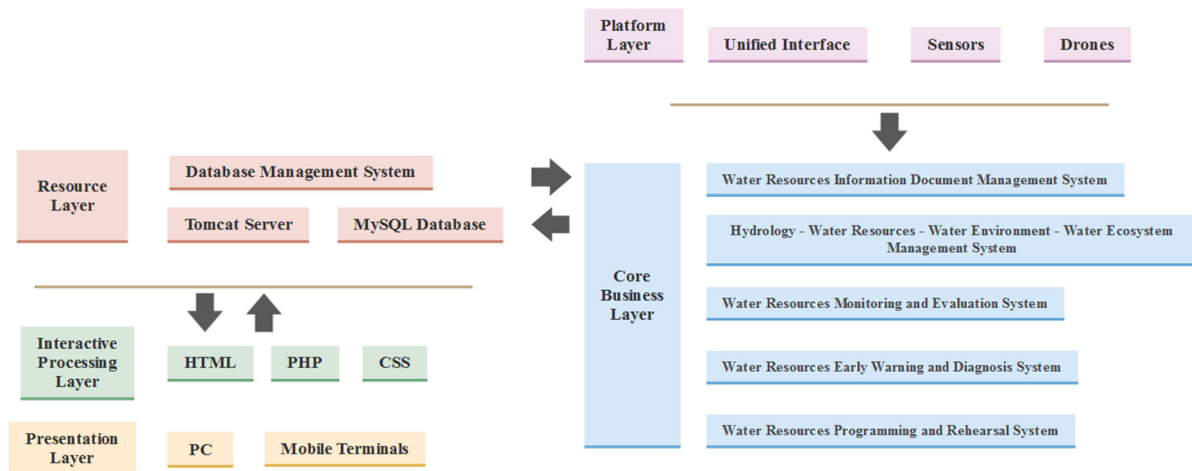 Platform
Layer
Unified Interface
Sensors
Drones
Resource
Layer
Database Management System
Tomcat Server
MySQL Database
Core
Business
Layer
Water Resources Information Document Management System
Hydrology - Water Resources - Water Environment - Water Ecosystem
Management System
Water Resources Monitoring and Evaluation System
Water Resources Early Warning and Diagnosis System
Water Resources Programming and Rehearsal System
Interactive
Processing
Layer
HTML
PHP
CSS
Presentation
Layer
PC
Mobile Terminals